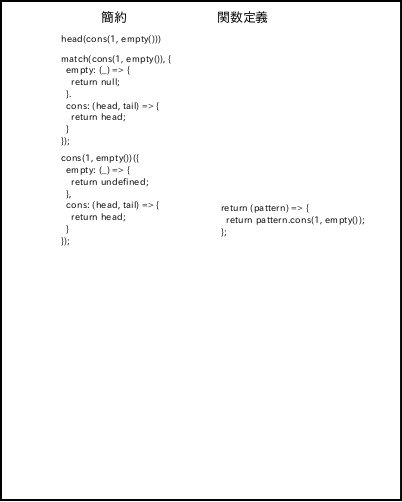 簡約
関数定義
head(cons(1, empty()))
match(cons(1, empty()), {
empty: (_) => {
return null;
}.
cons: (head, tail) => {
return head;
}
});
cons(1, empty())({
empty: (_) => {
return undefined;
},
cons: (head, tail) => {
return head;
}
});
return (pattern) => {
return pattern.cons(1, empty());
};